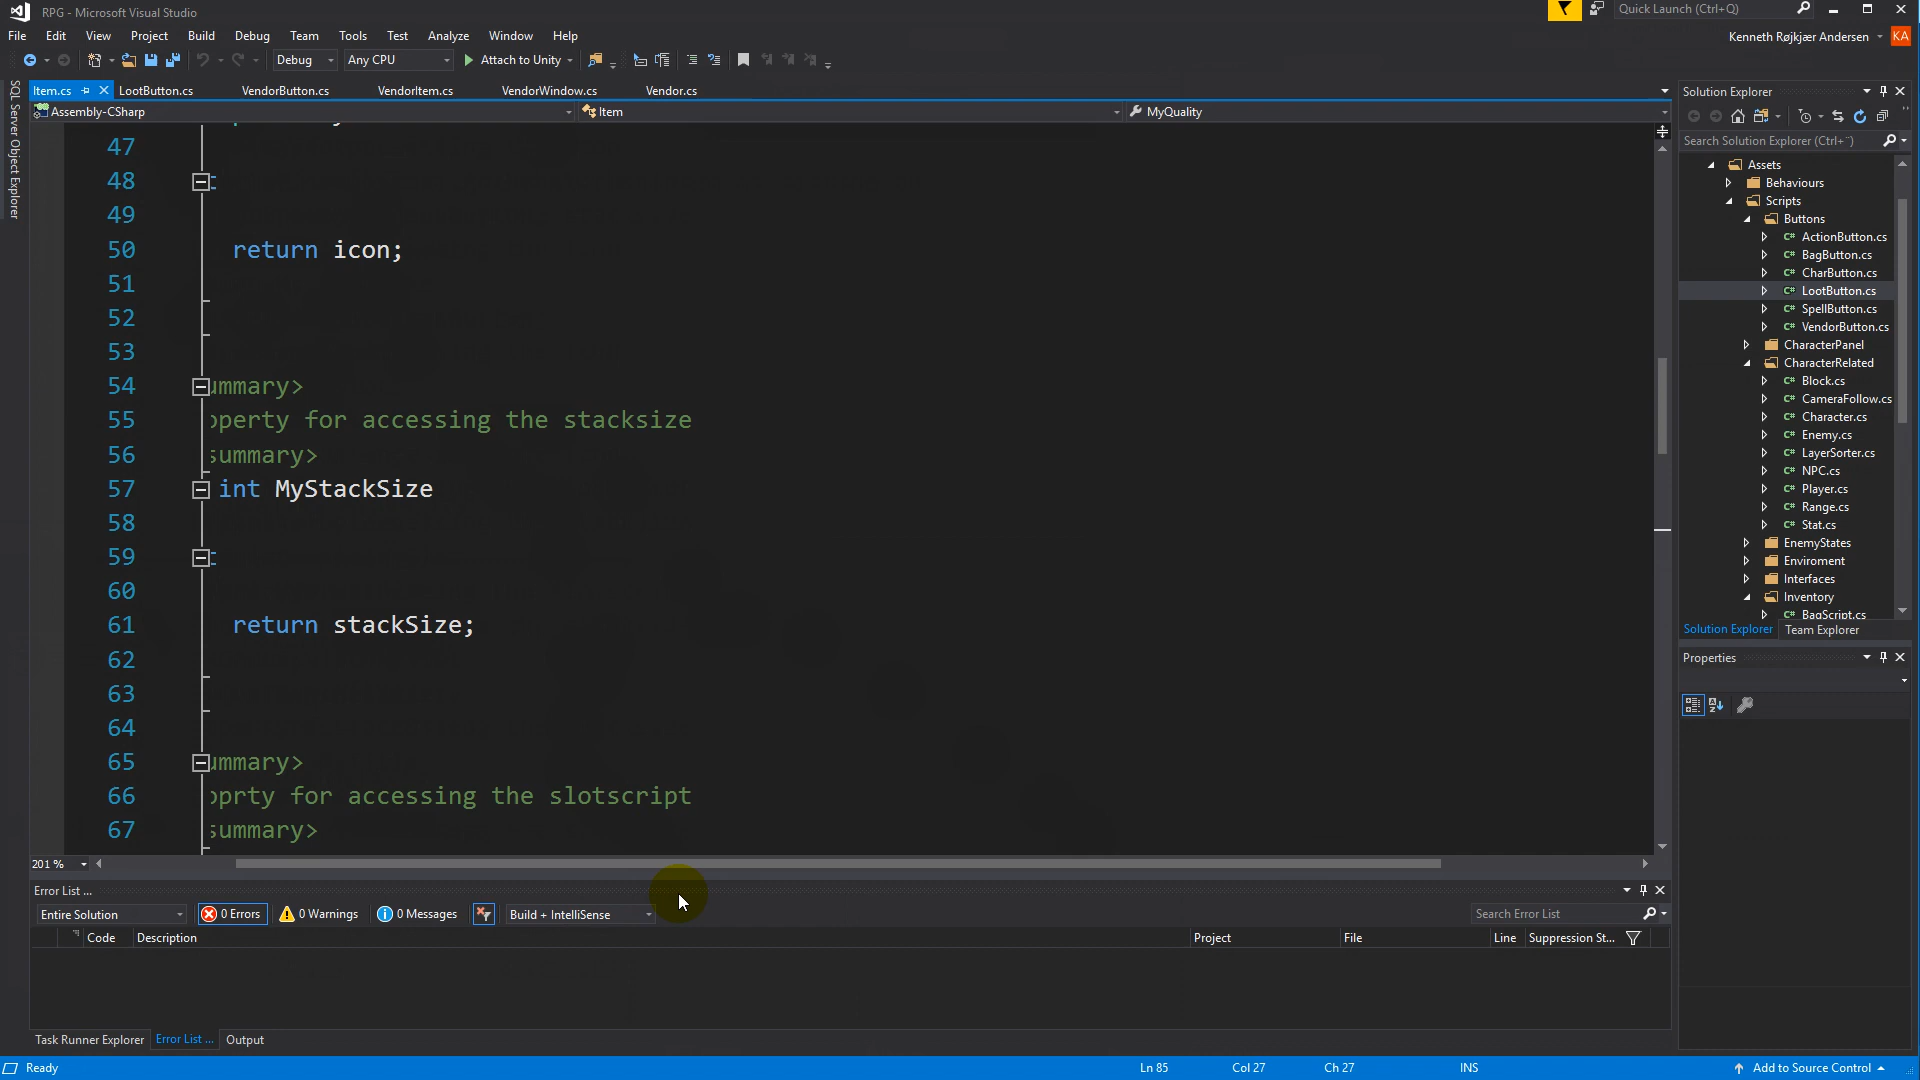 RPG - Microsoft Visual Studio
Quick Launch (Ctrl+Q)
File Edit View Project Build Debug Team Tools Test Analyze Window Help
Kenneth Røjkjær Andersen KA
Debug Any CPU Attach to Unity
SQL Server Object Explorer
Item.cs LootButton.cs VendorButton.cs VendorItem.cs VendorWindow.cs Vendor.cs
Assembly-CSharp Item MyQuality
47
48
49
50 return icon;
51
52
53
54 ummary>
55 operty for accessing the stacksize
56 summary>
57 int MyStackSize
58
59
60
61 return stackSize;
62
63
64
65 ummary>
66 oprty for accessing the slotscript
67 summary>
201 %
Error List ...
Entire Solution 0 Errors 0 Warnings 0 Messages Build + IntelliSense Search Error List
Code Description Project File Line Suppression St...
Task Runner Explorer Error List ... Output
Solution Explorer
Search Solution Explorer (Ctrl+¨)
Assets
Behaviours
Scripts
Buttons
C# ActionButton.cs
C# BagButton.cs
C# CharButton.cs
C# LootButton.cs
C# SpellButton.cs
C# VendorButton.cs
CharacterPanel
CharacterRelated
C# Block.cs
C# CameraFollow.cs
C# Character.cs
C# Enemy.cs
C# LayerSorter.cs
C# NPC.cs
C# Player.cs
C# Range.cs
C# Stat.cs
EnemyStates
Enviroment
Interfaces
Inventory
C# BagScript.cs
Solution Explorer Team Explorer
Properties
Ready Ln 85 Col 27 Ch 27 INS Add to Source Control